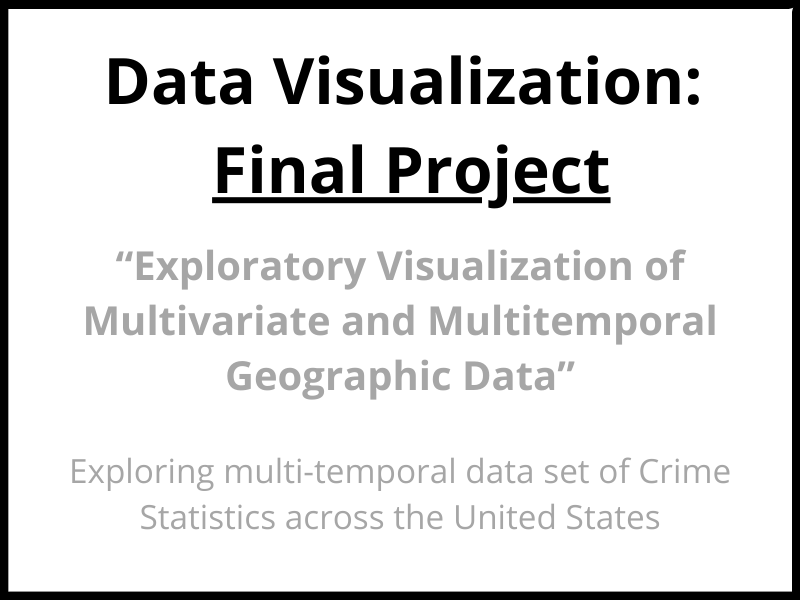 Data Visualization:
Final Project
“Exploratory Visualization of
Multivariate and Multitemporal
Geographic Data”
Exploring multi-temporal data set of Crime
Statistics across the United States